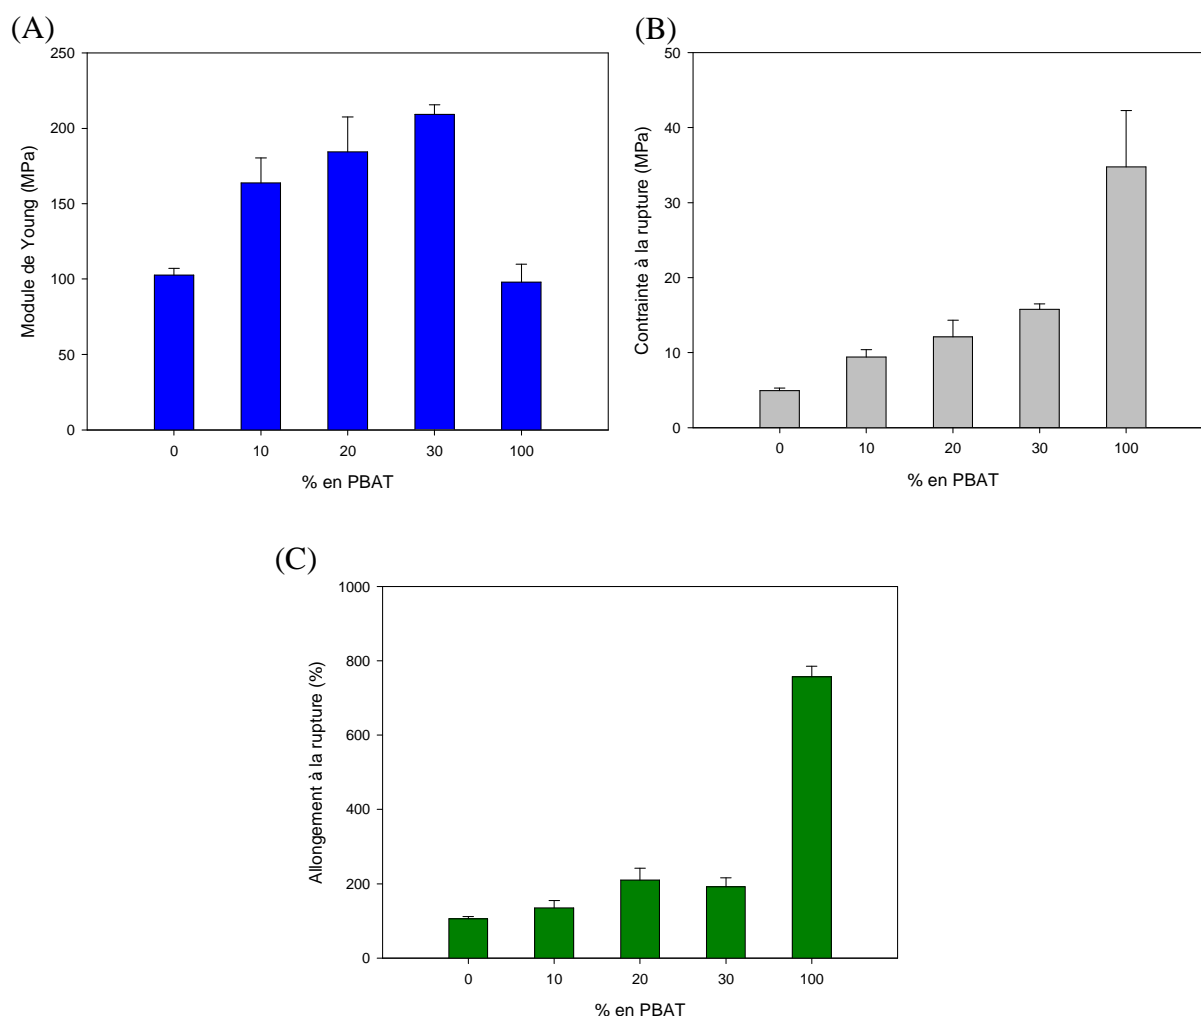 (A)
250
200
150
100
50
0
Module de Young (MPa)
0 10 20 30 100
% en PBAT
(B)
50
40
30
20
10
0
Contrainte à la rupture (MPa)
0 10 20 30 100
% en PBAT
(C)
1000
800
600
400
200
0
Allongement à la rupture (%)
0 10 20 30 100
% en PBAT